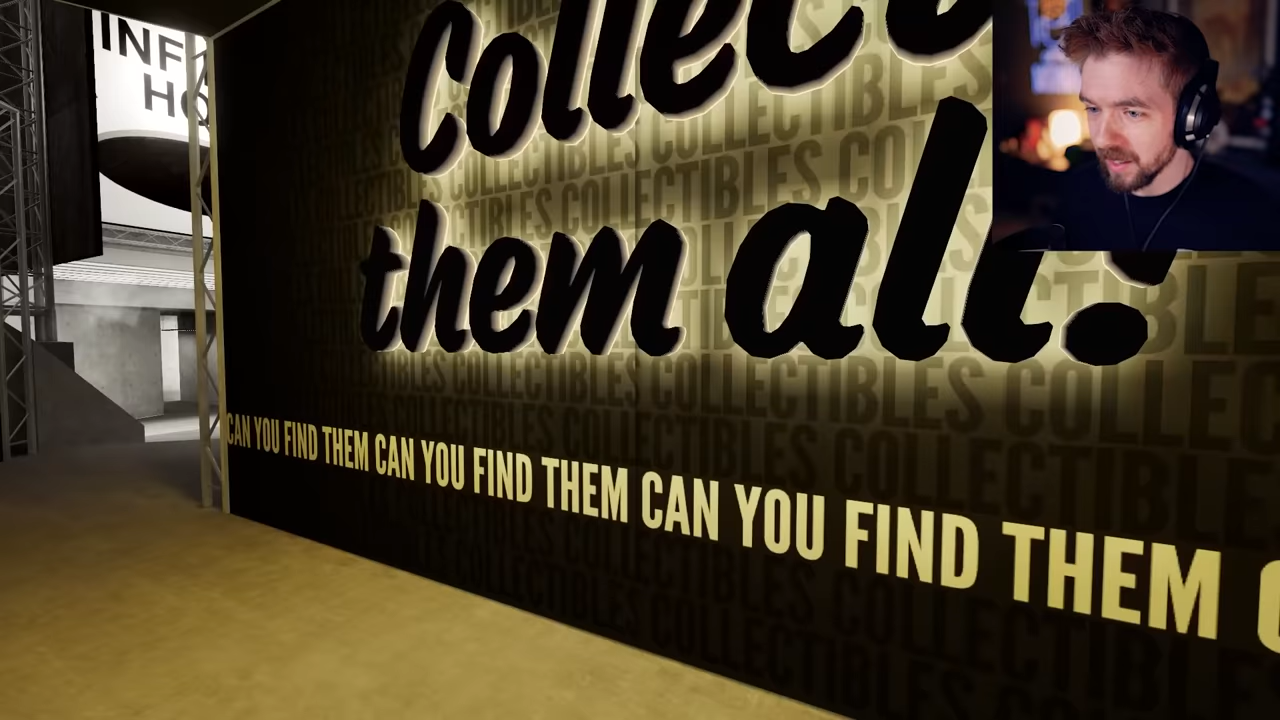 INF
HO
Collec
them all!
CAN YOU FIND THEM CAN YOU FIND THEM CAN YOU FIND THEM
COLLECTIBLES COLLECTIBLES COLLECTIBLES